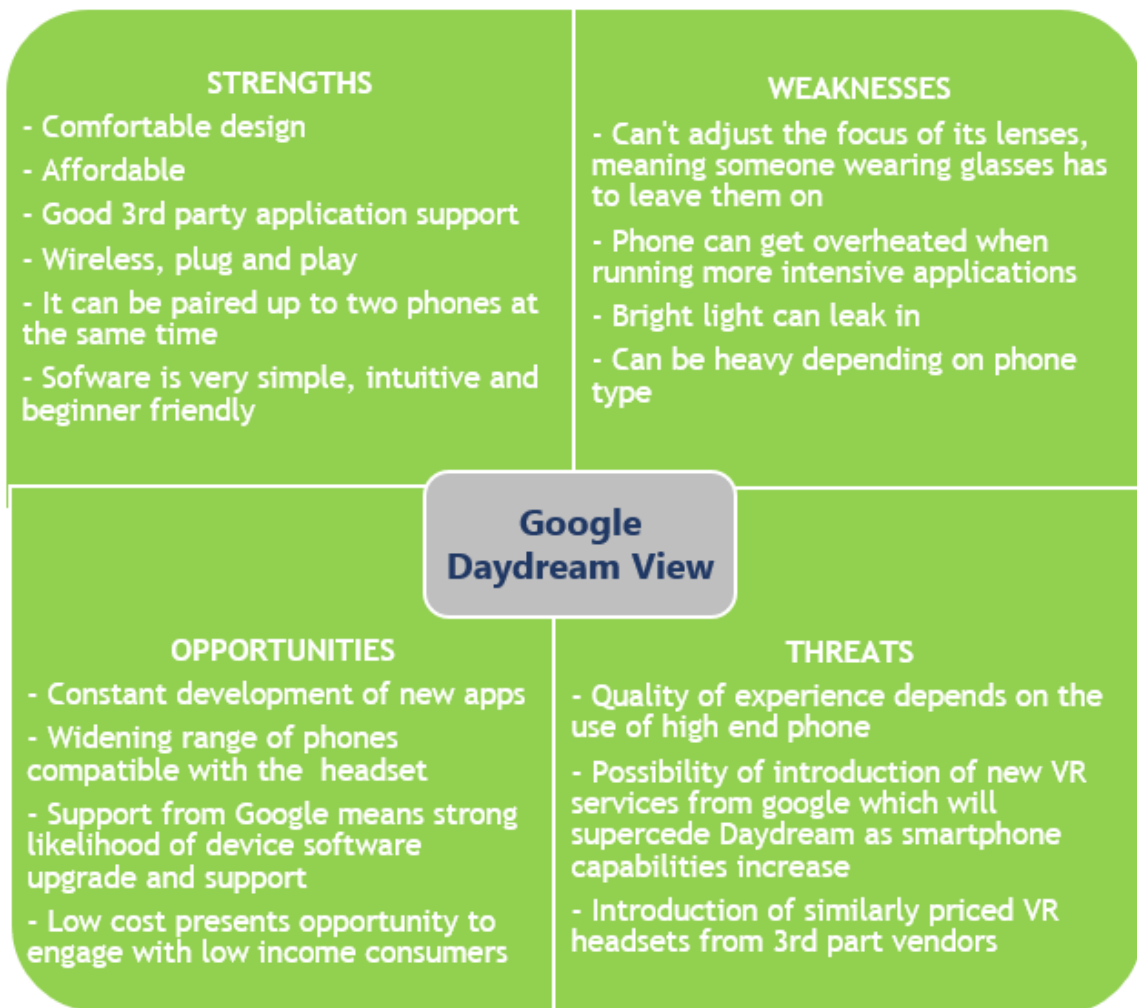 STRENGTHS
- Comfortable design
- Affordable
- Good 3rd party application support
- Wireless, plug and play
- It can be paired up to two phones at
the same time
- Sofware is very simple, intuitive and
beginner friendly
WEAKNESSES
- Can't adjust the focus of its lenses,
meaning someone wearing glasses has
to leave them on
- Phone can get overheated when
running more intensive applications
- Bright light can leak in
- Can be heavy depending on phone
type
Google
Daydream View
OPPORTUNITIES
- Constant development of new apps
- Widening range of phones
compatible with the headset
- Support from Google means strong
likelihood of device software
upgrade and support
- Low cost presents opportunity to
engage with low income consumers
THREATS
- Quality of experience depends on the
use of high end phone
- Possibility of introduction of new VR
services from google which will
supercede Daydream as smartphone
capabilities increase
- Introduction of similarly priced VR
headsets from 3rd part vendors